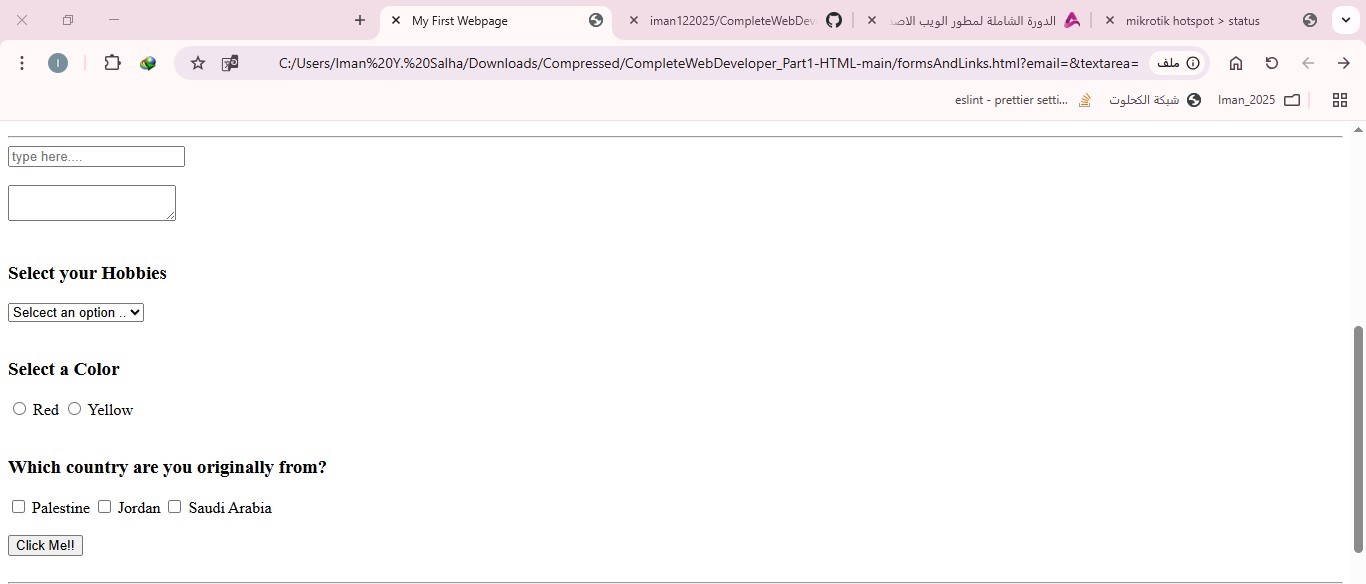 My First Webpage
iman122025/CompleteWebDev
الدورة الشاملة لمطور الويب الاصد
mikrotik hotspot > status
I
C:/Users/Iman%20Y.%20Salha/Downloads/Compressed/CompleteWebDeveloper_Part1-HTML-main/formsAndLinks.html?email=&textarea=
ملف
eslint - prettier setti...
شبكة الكحلوت
Iman_2025
type here....
Select your Hobbies
Selcect an option ..
Select a Color
Red Yellow
Which country are you originally from?
Palestine Jordan Saudi Arabia
Click Me!!